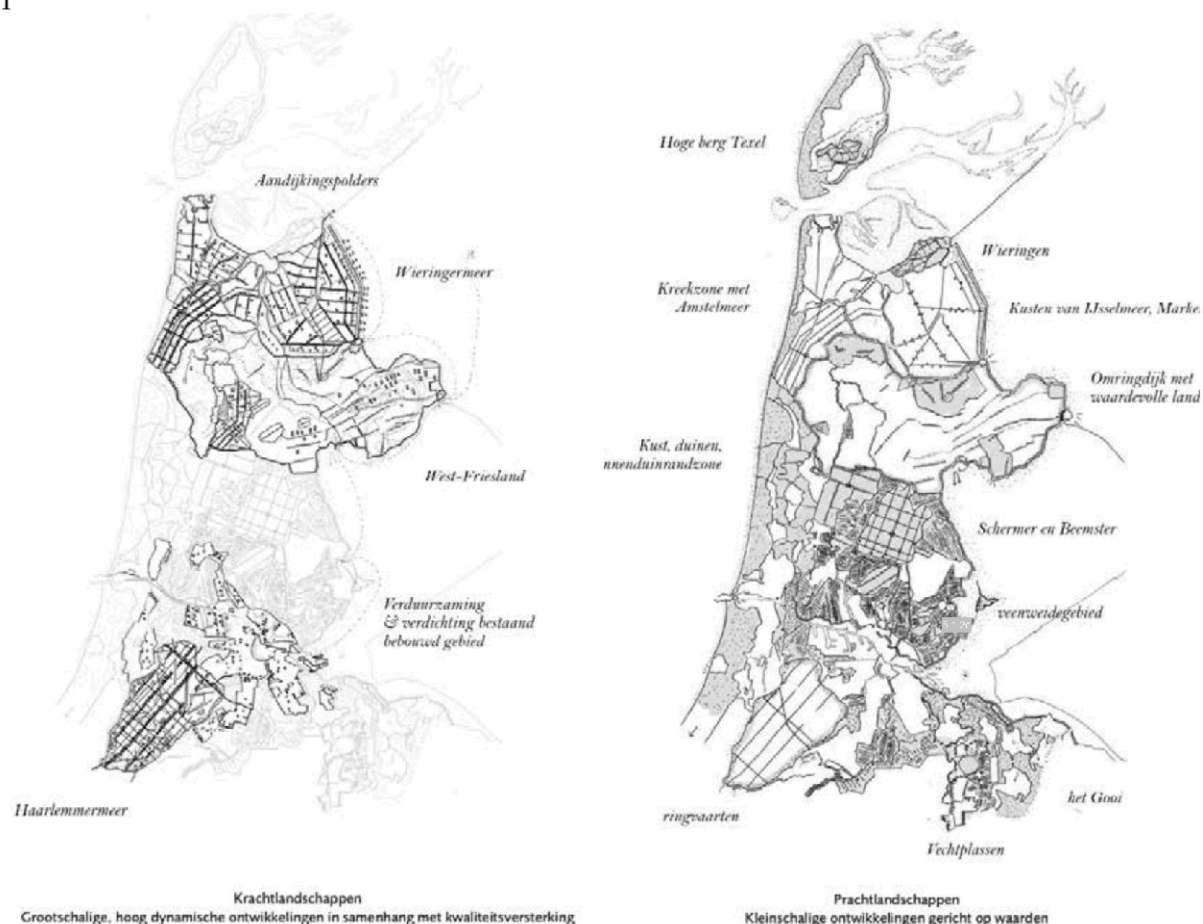 Aandijkingspolders
Wieringermeer
West-Friesland
Verduurzaming
& verdichting bestaand
bebouwd gebied
Haarlemmermeer
Krachtlandschappen
Grootschalige, hoog dynamische ontwikkelingen in samenhang met kwaliteitsversterking
Hoge berg Texel
Wieringen
Kreekzone met
Amstelmeer
Kusten van IJsselmeer, Marke
Omringdijk met
waardevolle land
Kust, duinen,
nnenduinrandzone
Schermer en Beemster
veenweidegebied
het Gooi
ringvaarten
Vechtplassen
Prachtlandschappen
Kleinschalige ontwikkelingen gericht op waarden